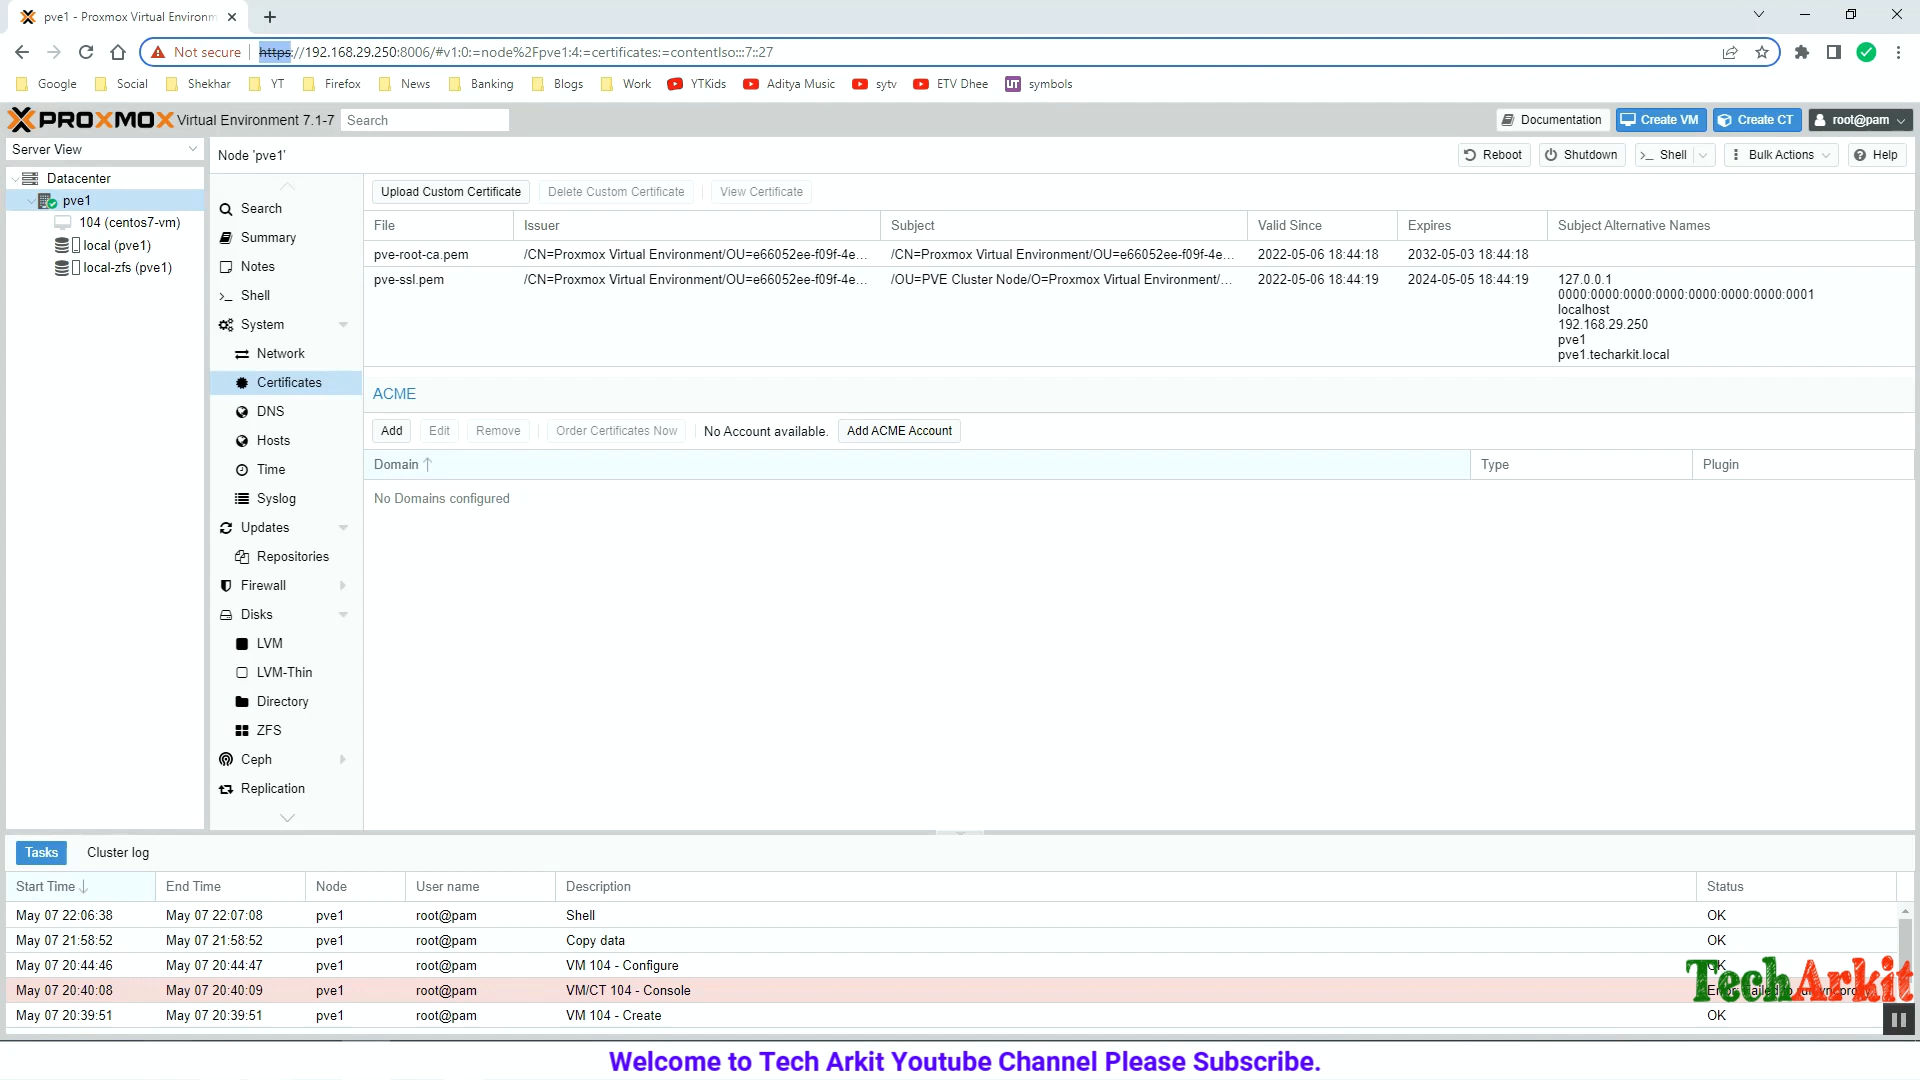 pve1 - Proxmox Virtual Environm
Not secure
https://192.168.29.250:8006/#v1:0:=node%2Fpve1:4:=certificates:=contentIso:::7::27
Google Social Shekhar YT Firefox News Banking Blogs Work YTKids Aditya Music sytv ETV Dhee UT symbols
PROXMOX Virtual Environment 7.1-7 Search Documentation Create VM Create CT root@pam
Server View
Datacenter
pve1
104 (centos7-vm)
local (pve1)
local-zfs (pve1)
Node 'pve1' Reboot Shutdown >_ Shell Bulk Actions Help
Search
Summary
Notes
>_ Shell
System
Network
Certificates
DNS
Hosts
Time
Syslog
Updates
Repositories
Firewall
Disks
LVM
LVM-Thin
Directory
ZFS
Ceph
Replication
Upload Custom Certificate Delete Custom Certificate View Certificate
File Issuer Subject Valid Since Expires Subject Alternative Names
pve-root-ca.pem /CN=Proxmox Virtual Environment/OU=e66052ee-f09f-4e... /CN=Proxmox Virtual Environment/OU=e66052ee-f09f-4e... 2022-05-06 18:44:18 2032-05-03 18:44:18
pve-ssl.pem /CN=Proxmox Virtual Environment/OU=e66052ee-f09f-4e... /OU=PVE Cluster Node/O=Proxmox Virtual Environment/... 2022-05-06 18:44:19 2024-05-05 18:44:19 127.0.0.1
0000:0000:0000:0000:0000:0000:0000:0001
localhost
192.168.29.250
pve1
pve1.techarkit.local
ACME
Add Edit Remove Order Certificates Now No Account available. Add ACME Account
Domain Type Plugin
No Domains configured
Tasks Cluster log
Start Time End Time Node User name Description Status
May 07 22:06:38 May 07 22:07:08 pve1 root@pam Shell OK
May 07 21:58:52 May 07 21:58:52 pve1 root@pam Copy data OK
May 07 20:44:46 May 07 20:44:47 pve1 root@pam VM 104 - Configure OK
May 07 20:40:08 May 07 20:40:09 pve1 root@pam VM/CT 104 - Console
May 07 20:39:51 May 07 20:39:51 pve1 root@pam VM 104 - Create OK
TechArkit
Welcome to Tech Arkit Youtube Channel Please Subscribe.